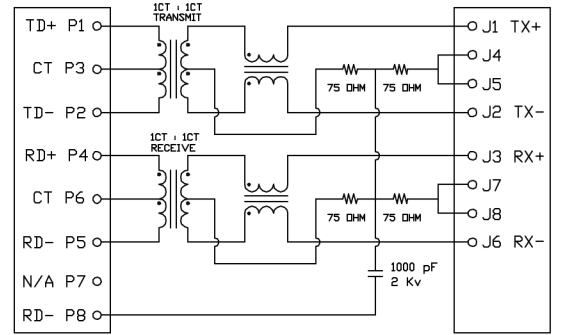 1CT : 1CT
TRANSMIT
TD+ P1
J1 TX+
J4
CT P3
75 OHM 75 OHM
J5
TD- P2
J2 TX-
1CT : 1CT
RECEIVE
RD+ P4
J3 RX+
J7
CT P6
75 OHM 75 OHM
J8
RD- P5
J6 RX-
1000 pF
2 Kv
N/A P7
RD- P8